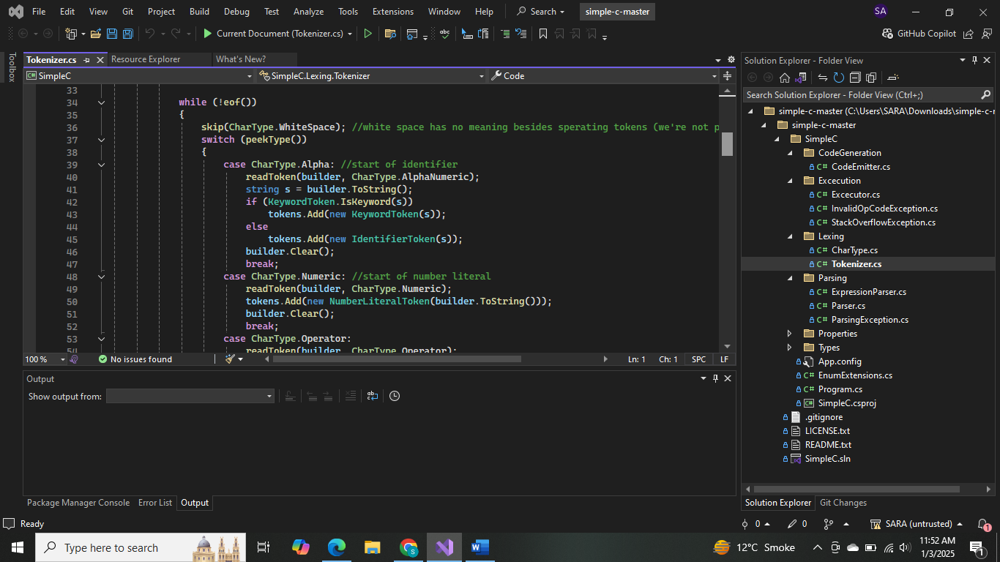 File Edit View Git Project Build Debug Test Analyze Tools Extensions Window Help Search simple-c-master SA
Current Document (Tokenizer.cs) GitHub Copilot
Toolbox
Tokenizer.cs Resource Explorer What's New?
SimpleC SimpleC.Lexing.Tokenizer Code
33
34 while (!eof())
35 {
36 skip(CharType.WhiteSpace); //white space has no meaning besides sperating tokens (we're not p
37 switch (peekType())
38 {
39 case CharType.Alpha: //start of identifier
40 readToken(builder, CharType.AlphaNumeric);
41 string s = builder.ToString();
42 if (KeywordToken.IsKeyword(s))
43 tokens.Add(new KeywordToken(s));
44 else
45 tokens.Add(new IdentifierToken(s));
46 builder.Clear();
47 break;
48 case CharType.Numeric: //start of number literal
49 readToken(builder, CharType.Numeric);
50 tokens.Add(new NumberLiteralToken(builder.ToString()));
51 builder.Clear();
52 break;
53 case CharType.Operator:
54 readToken(builder, CharType.Operator);
100 % No issues found Ln: 1 Ch: 1 SPC LF
Output
Show output from:
Package Manager Console Error List Output
Solution Explorer - Folder View
Search Solution Explorer - Folder View (Ctrl+;)
simple-c-master (C:\Users\SARA\Downloads\simple-c-
simple-c-master
SimpleC
CodeGeneration
C# CodeEmitter.cs
Excecution
C# Excecutor.cs
C# InvalidOpCodeException.cs
C# StackOverflowException.cs
Lexing
C# CharType.cs
C# Tokenizer.cs
Parsing
C# ExpressionParser.cs
C# Parser.cs
C# ParsingException.cs
Properties
Types
App.config
C# EnumExtensions.cs
C# Program.cs
C# SimpleC.csproj
.gitignore
LICENSE.txt
README.txt
SimpleC.sln
Solution Explorer Git Changes
Ready 0 0 SARA (untrusted) 1
Type here to search 12°C Smoke 11:52 AM
1/3/2025 1